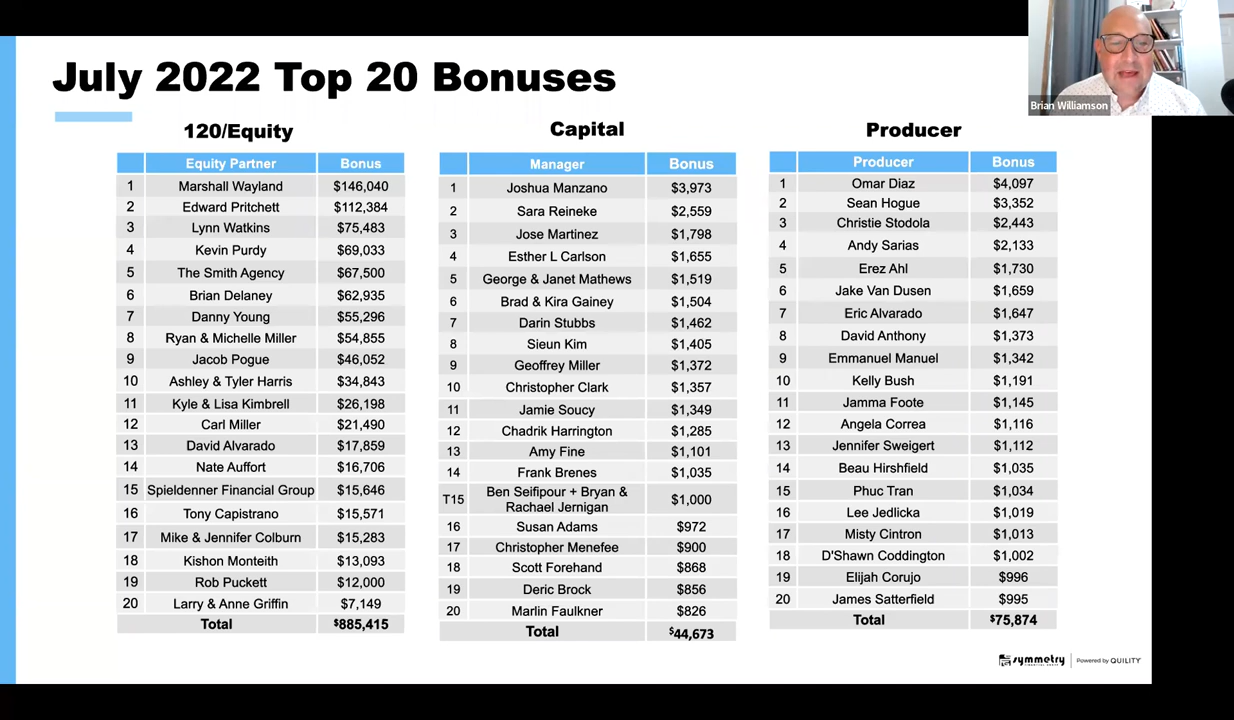 Brian Williamson
July 2022 Top 20 Bonuses
120/Equity
Equity Partner Bonus
1 Marshall Wayland $146,040
2 Edward Pritchett $112,384
3 Lynn Watkins $75,483
4 Kevin Purdy $69,033
5 The Smith Agency $67,500
6 Brian Delaney $62,935
7 Danny Young $55,296
8 Ryan & Michelle Miller $54,855
9 Jacob Pogue $46,052
10 Ashley & Tyler Harris $34,843
11 Kyle & Lisa Kimbrell $26,198
12 Carl Miller $21,490
13 David Alvarado $17,859
14 Nate Auffort $16,706
15 Spieldenner Financial Group $15,646
16 Tony Capistrano $15,571
17 Mike & Jennifer Colburn $15,283
18 Kishon Monteith $13,093
19 Rob Puckett $12,000
20 Larry & Anne Griffin $7,149
Total $885,415
Capital
Manager Bonus
1 Joshua Manzano $3,973
2 Sara Reineke $2,559
3 Jose Martinez $1,798
4 Esther L Carlson $1,655
5 George & Janet Mathews $1,519
6 Brad & Kira Gainey $1,504
7 Darin Stubbs $1,462
8 Sieun Kim $1,405
9 Geoffrey Miller $1,372
10 Christopher Clark $1,357
11 Jamie Soucy $1,349
12 Chadrik Harrington $1,285
13 Amy Fine $1,101
14 Frank Brenes $1,035
T15 Ben Seifipour + Bryan &
Rachael Jernigan $1,000
16 Susan Adams $972
17 Christopher Menefee $900
18 Scott Forehand $868
19 Deric Brock $856
20 Marlin Faulkner $826
Total $44,673
Producer
Producer Bonus
1 Omar Diaz $4,097
2 Sean Hogue $3,352
3 Christie Stodola $2,443
4 Andy Sarias $2,133
5 Erez Ahl $1,730
6 Jake Van Dusen $1,659
7 Eric Alvarado $1,647
8 David Anthony $1,373
9 Emmanuel Manuel $1,342
10 Kelly Bush $1,191
11 Jamma Foote $1,145
12 Angela Correa $1,116
13 Jennifer Sweigert $1,112
14 Beau Hirshfield $1,035
15 Phuc Tran $1,034
16 Lee Jedlicka $1,019
17 Misty Cintron $1,013
18 D'Shawn Coddington $1,002
19 Elijah Corujo $996
20 James Satterfield $995
Total $75,874
symmetry
Powered by QUILITY